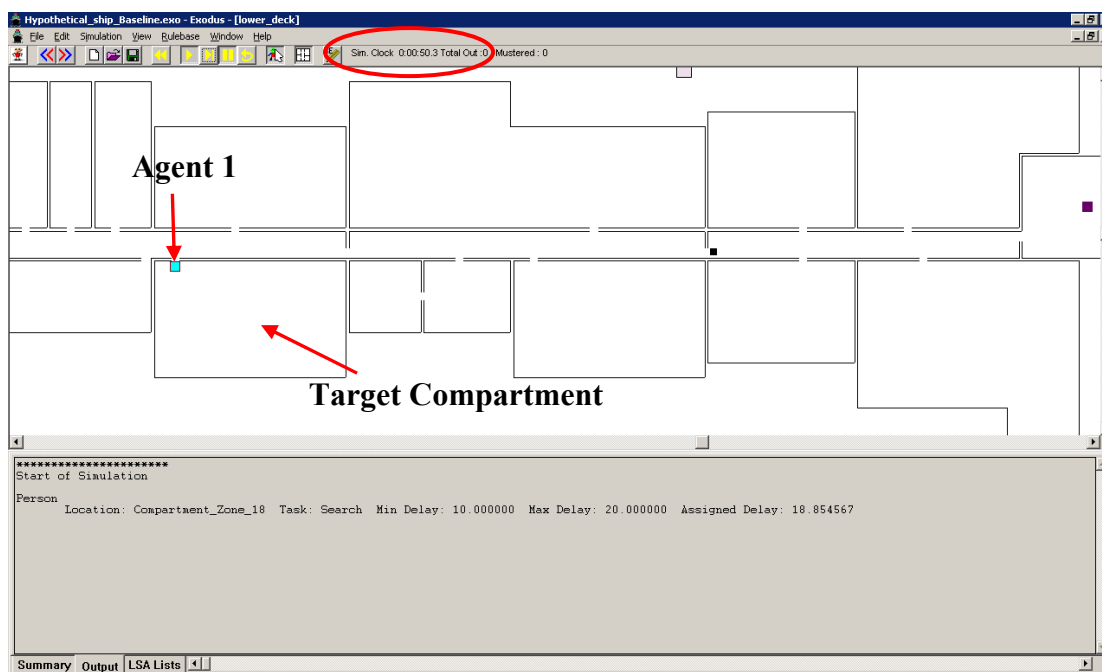 Hypothetical_ship_Baseline.exo - Exodus - [lower_deck]
File Edit Simulation View Rulebase Window Help
Sim. Clock 0:00:50.3 Total Out :0 Mustered : 0
Agent 1
Target Compartment
***********************
Start of Simulation
Person
Location: Compartment_Zone_18 Task: Search Min Delay: 10.000000 Max Delay: 20.000000 Assigned Delay: 18.854567
Summary Output LSA Lists